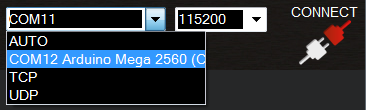 COM11 115200 CONNECT
AUTO
COM12 Arduino Mega 2560 (C
TCP
UDP